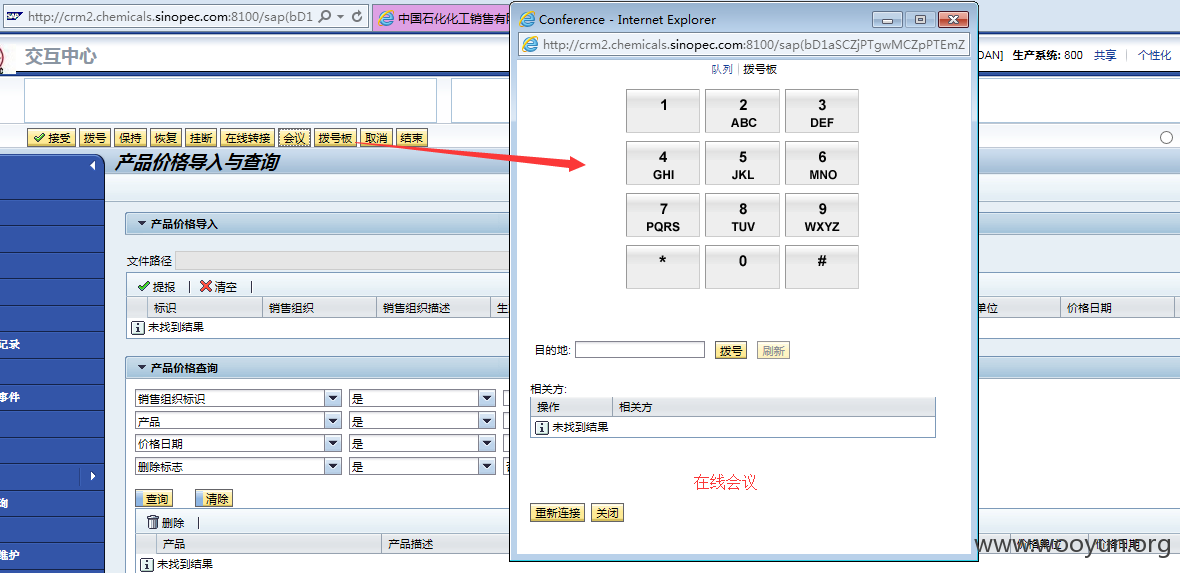 http://crm2.chemicals.sinopec.com:8100/sap(bD1
中国石化化工销售有
Conference - Internet Explorer
http://crm2.chemicals.sinopec.com:8100/sap(bD1aSCZjPTgwMCZpPTEmZ
交互中心
DAN] 生产系统: 800 共享 个性化
队列 拨号板
接受 拨号 保持 恢复 挂断 在线转接 会议 拨号板 取消 结束
产品价格导入与查询
1
2 ABC
3 DEF
4 GHI
5 JKL
6 MNO
7 PQRS
8 TUV
9 WXYZ
*
0
#
产品价格导入
文件路径
提报 清空
标识 销售组织 销售组织描述 生
单位 价格日期
未找到结果
记录
事件
询
维护
产品价格查询
销售组织标识 是
产品 是
价格日期 是
删除标志 是
查询 清除
删除
产品 产品描述
价格单位 价格日期
未找到结果
目的地: 拨号 刷新
相关方:
操作 相关方
未找到结果
在线会议
重新连接 关闭
www.wooyun.org